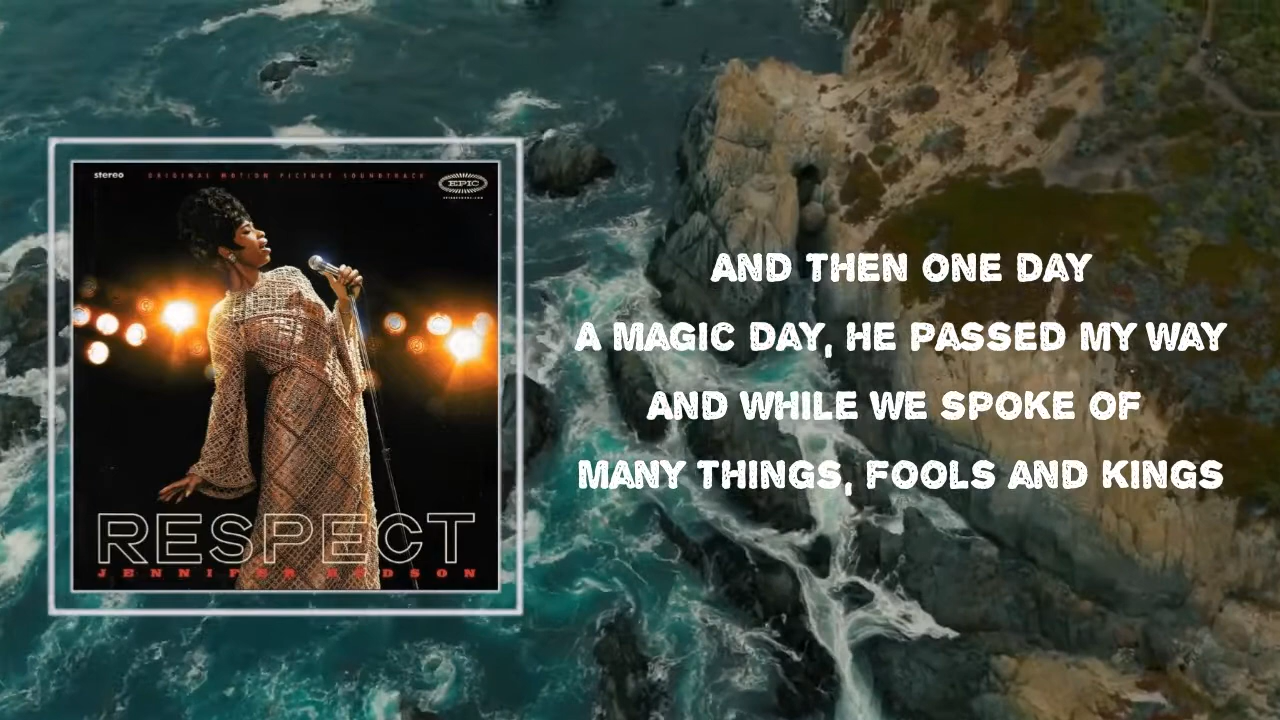 stereo
ORIGINAL MOTION PICTURE SOUNDTRACK
EPIC
RESPECT
JENNIFER HUDSON
AND THEN ONE DAY
A MAGIC DAY, HE PASSED MY WAY
AND WHILE WE SPOKE OF
MANY THINGS, FOOLS AND KINGS